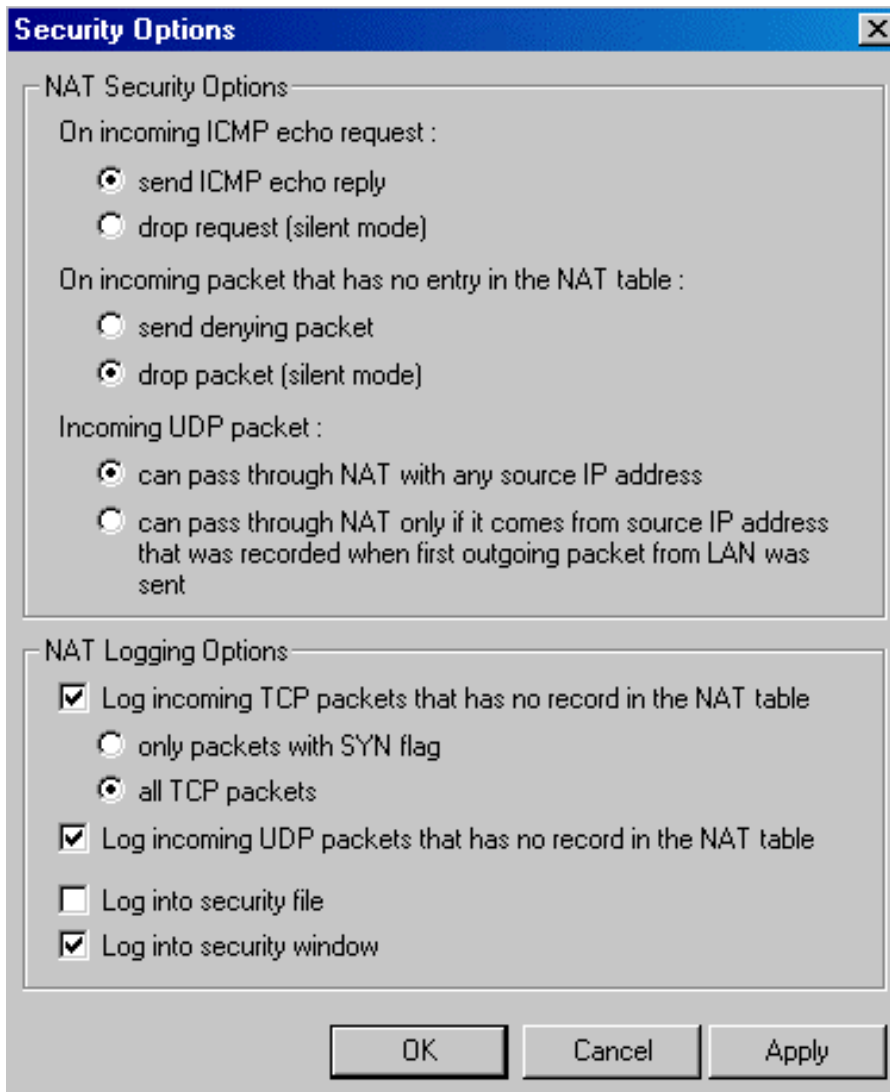 Security Options
NAT Security Options
On incoming ICMP echo request :
send ICMP echo reply
drop request (silent mode)
On incoming packet that has no entry in the NAT table :
send denying packet
drop packet (silent mode)
Incoming UDP packet :
can pass through NAT with any source IP address
can pass through NAT only if it comes from source IP address
that was recorded when first outgoing packet from LAN was
sent
NAT Logging Options
Log incoming TCP packets that has no record in the NAT table
only packets with SYN flag
all TCP packets
Log incoming UDP packets that has no record in the NAT table
Log into security file
Log into security window
OK Cancel Apply